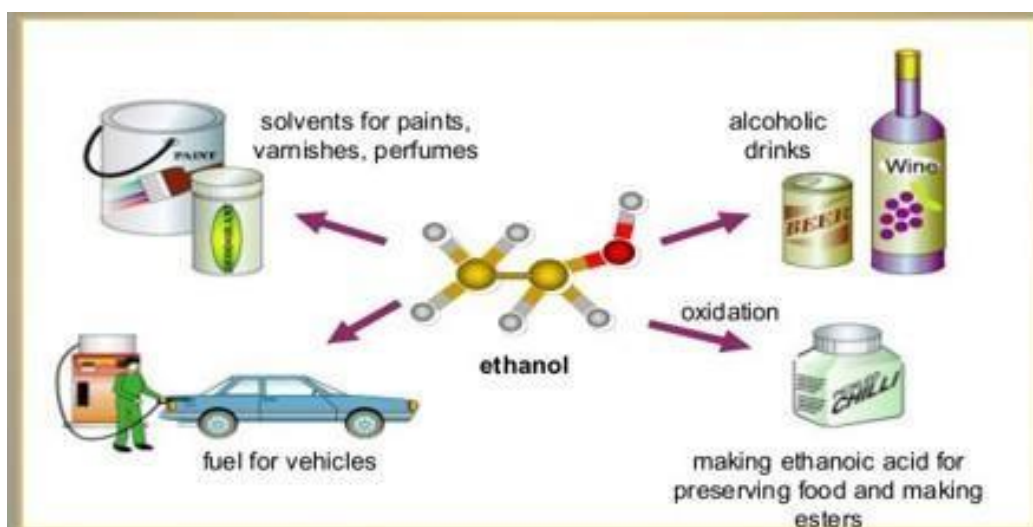 solvents for paints,
varnishes, perfumes
alcoholic
drinks
PAINT
Wine
BEER
oxidation
ethanol
CHILLI
fuel for vehicles
making ethanoic acid for
preserving food and making
esters